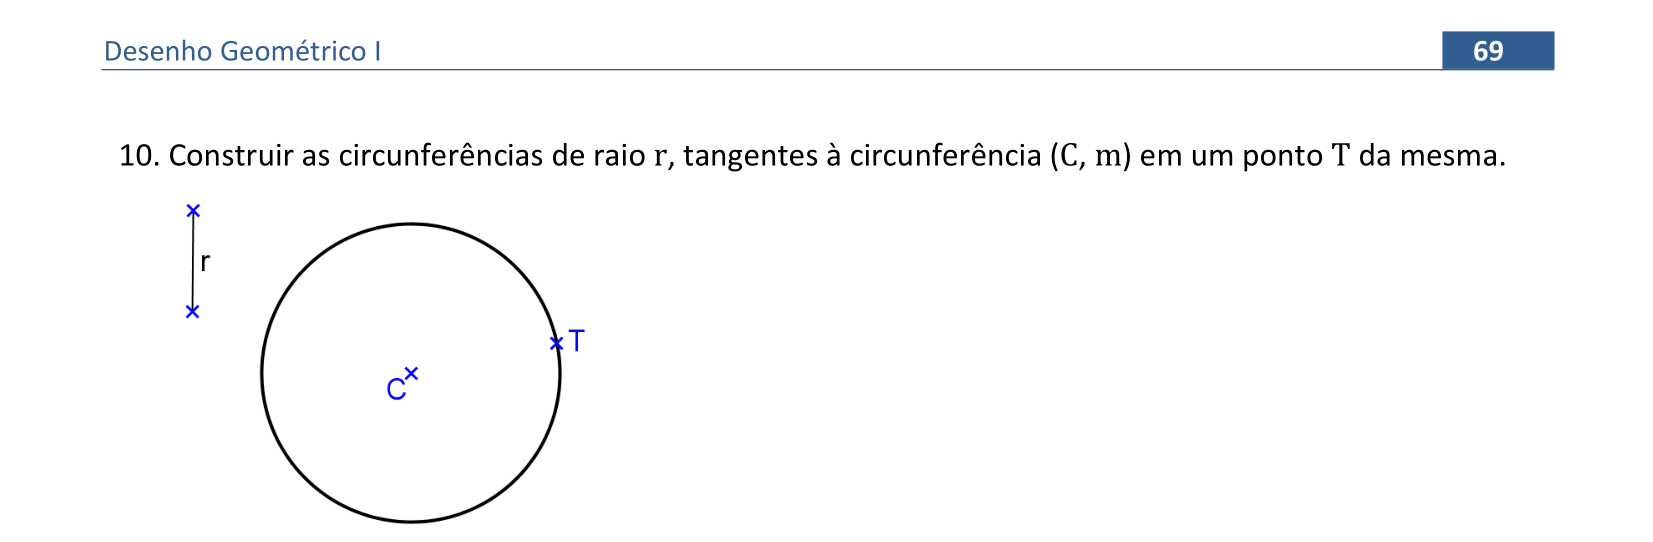 Desenho Geométrico I
69
10. Construir as circunferências de raio r, tangentes à circunferência (C, m) em um ponto T da mesma.
r
T
C